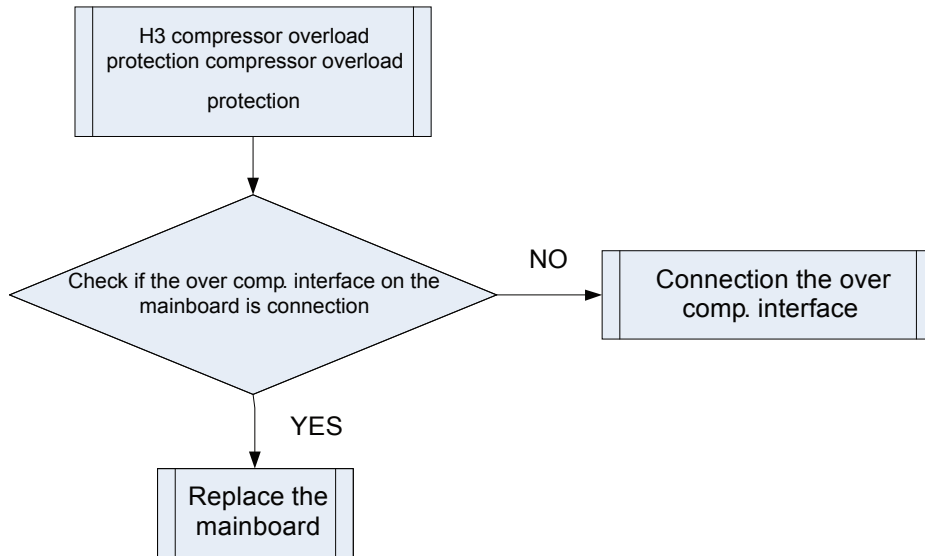 H3 compressor overload
protection compressor overload
protection
Check if the over comp. interface on the
mainboard is connection
NO
Connection the over
comp. interface
YES
Replace the
mainboard